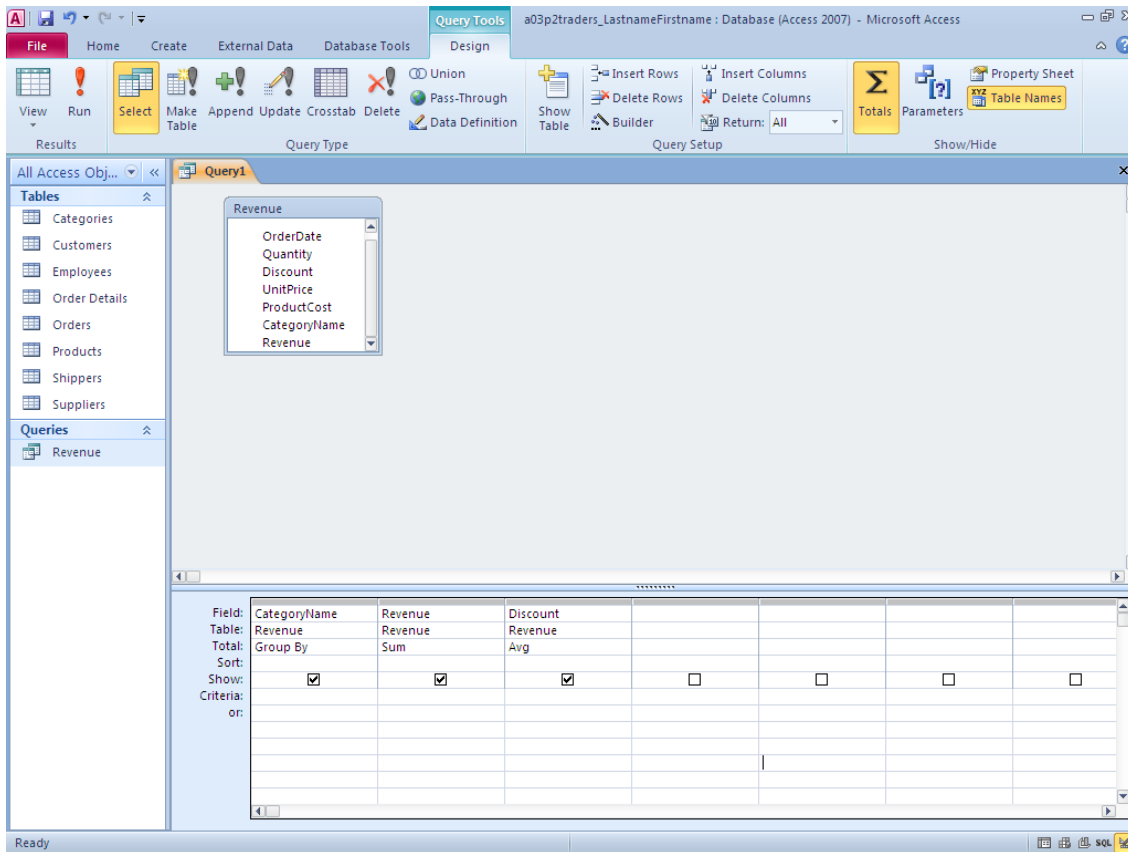 A
Query Tools
a03p2traders_LastnameFirstname : Database (Access 2007) - Microsoft Access
File Home Create External Data Database Tools Design
View
Run
Select
Make Table
Append
Update
Crosstab
Delete
Union
Pass-Through
Data Definition
Show Table
Insert Rows
Delete Rows
Builder
Insert Columns
Delete Columns
Return: All
Totals
Parameters
Property Sheet
XYZ Table Names
Results
Query Type
Query Setup
Show/Hide
All Access Obj...
Query1
Tables
Categories
Customers
Employees
Order Details
Orders
Products
Shippers
Suppliers
Queries
Revenue
Revenue
OrderDate
Quantity
Discount
UnitPrice
ProductCost
CategoryName
Revenue
Field: CategoryName Revenue Discount
Table: Revenue Revenue Revenue
Total: Group By Sum Avg
Sort:
Show:
Criteria:
or:
Ready
SQL